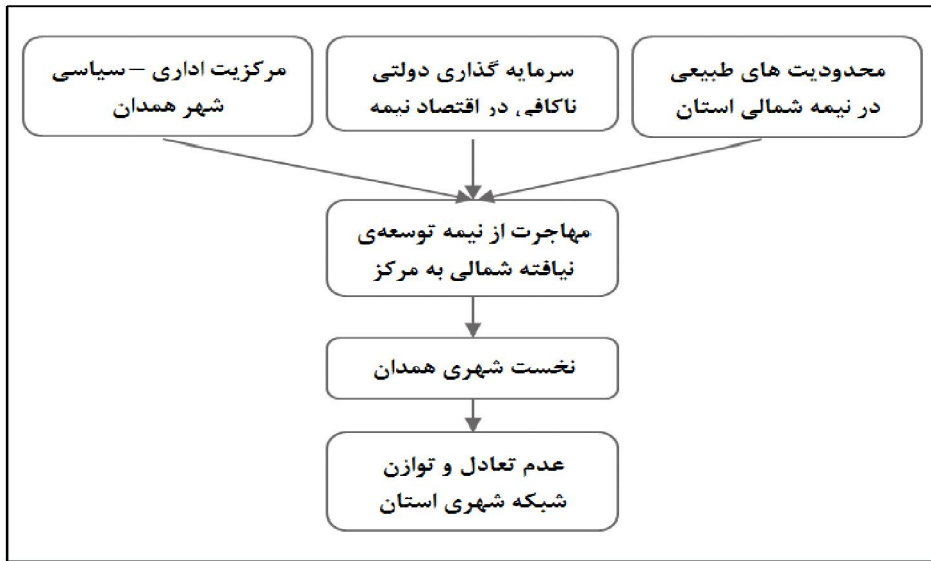 محدودیت های طبیعی
در نیمه شمالی استان
سرمایه گذاری دولتی
ناکافی در اقتصاد نیمه
مرکزیت اداری – سیاسی
شهر همدان
مهاجرت از نیمه توسعه‌ی
نیافته شمالی به مرکز
نخست شهری همدان
عدم تعادل و توازن
شبکه شهری استان